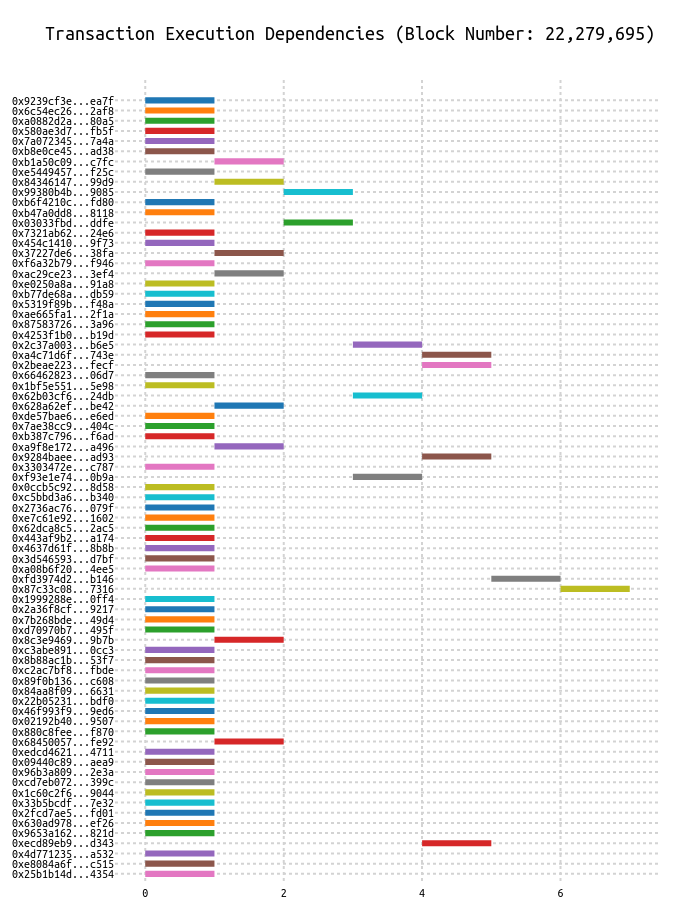 Transaction Execution Dependencies (Block Number: 22,279,695)
0x9239cf3e...ea7f
0x6c54ec26...2af8
0xa0882d2a...80a5
0x580ae3d7...fb5f
0x7a072345...7a4a
0xb8e0ce45...ad38
0xb1a50c09...c7fc
0xe5449457...f25c
0x84346147...99d9
0x99380b4b...9085
0xb6f4210c...fd80
0xb47a0dd8...8118
0x03033fbd...ddfe
0x7321ab62...24e6
0x454c1410...9f73
0x37227de6...38fa
0xf6a32b79...f946
0xac29ce23...3ef4
0xe0250a8a...91a8
0xb77de68a...db59
0x5319f89b...f48a
0xae665fa1...2f1a
0x87583726...3a96
0x4253f1b0...b19d
0x2c37a003...b6e5
0xa4c71d6f...743e
0x2beae223...fecf
0x66462823...06d7
0x1bf5e551...5e98
0x62b03cf6...24db
0x628a62ef...be42
0xde57bae6...e6ed
0x7ae38cc9...404c
0xb387c796...f6ad
0xa9f8e172...a496
0x9284baee...ad93
0x3303472e...c787
0xf93e1e74...0b9a
0x0ccb5c92...8d58
0xc5bbd3a6...b340
0x2736ac76...079f
0xe7c61e92...1602
0x62dca8c5...2ac5
0x443af9b2...a174
0x4637d61f...8b8b
0x3d546593...d7bf
0xa08b6f20...4ee5
0xfd3974d2...b146
0x87c33c08...7316
0x1999288e...0ff4
0x2a36f8cf...9217
0x7b268bde...49d4
0xd70970b7...495f
0x8c3e9469...9b7b
0xc3abe891...0cc3
0x8b88ac1b...53f7
0xc2ac7bf8...fbde
0x89f0b136...c608
0x84aa8f09...6631
0x22b05231...bdf0
0x46f993f9...9ed6
0x02192b40...9507
0x880c8fee...f870
0x68450057...fe92
0xedcd4621...4711
0x09440c89...aea9
0x96b3a809...2e3a
0xcd7eb072...399c
0x1c60c2f6...9044
0x33b5bcdf...7e32
0x2fcd7ae5...fd01
0x630ad978...ef26
0x9653a162...821d
0xecd89eb9...d343
0x4d771235...a532
0xe8084a6f...c515
0x25b1b14d...4354
0 2 4 6